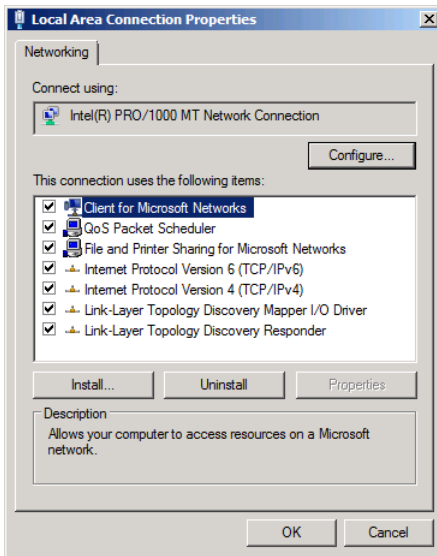 Local Area Connection Properties
Networking
Connect using:
Intel(R) PRO/1000 MT Network Connection
Configure...
This connection uses the following items:
Client for Microsoft Networks
QoS Packet Scheduler
File and Printer Sharing for Microsoft Networks
Internet Protocol Version 6 (TCP/IPv6)
Internet Protocol Version 4 (TCP/IPv4)
Link-Layer Topology Discovery Mapper I/O Driver
Link-Layer Topology Discovery Responder
Install... Uninstall Properties
Description
Allows your computer to access resources on a Microsoft
network.
OK Cancel